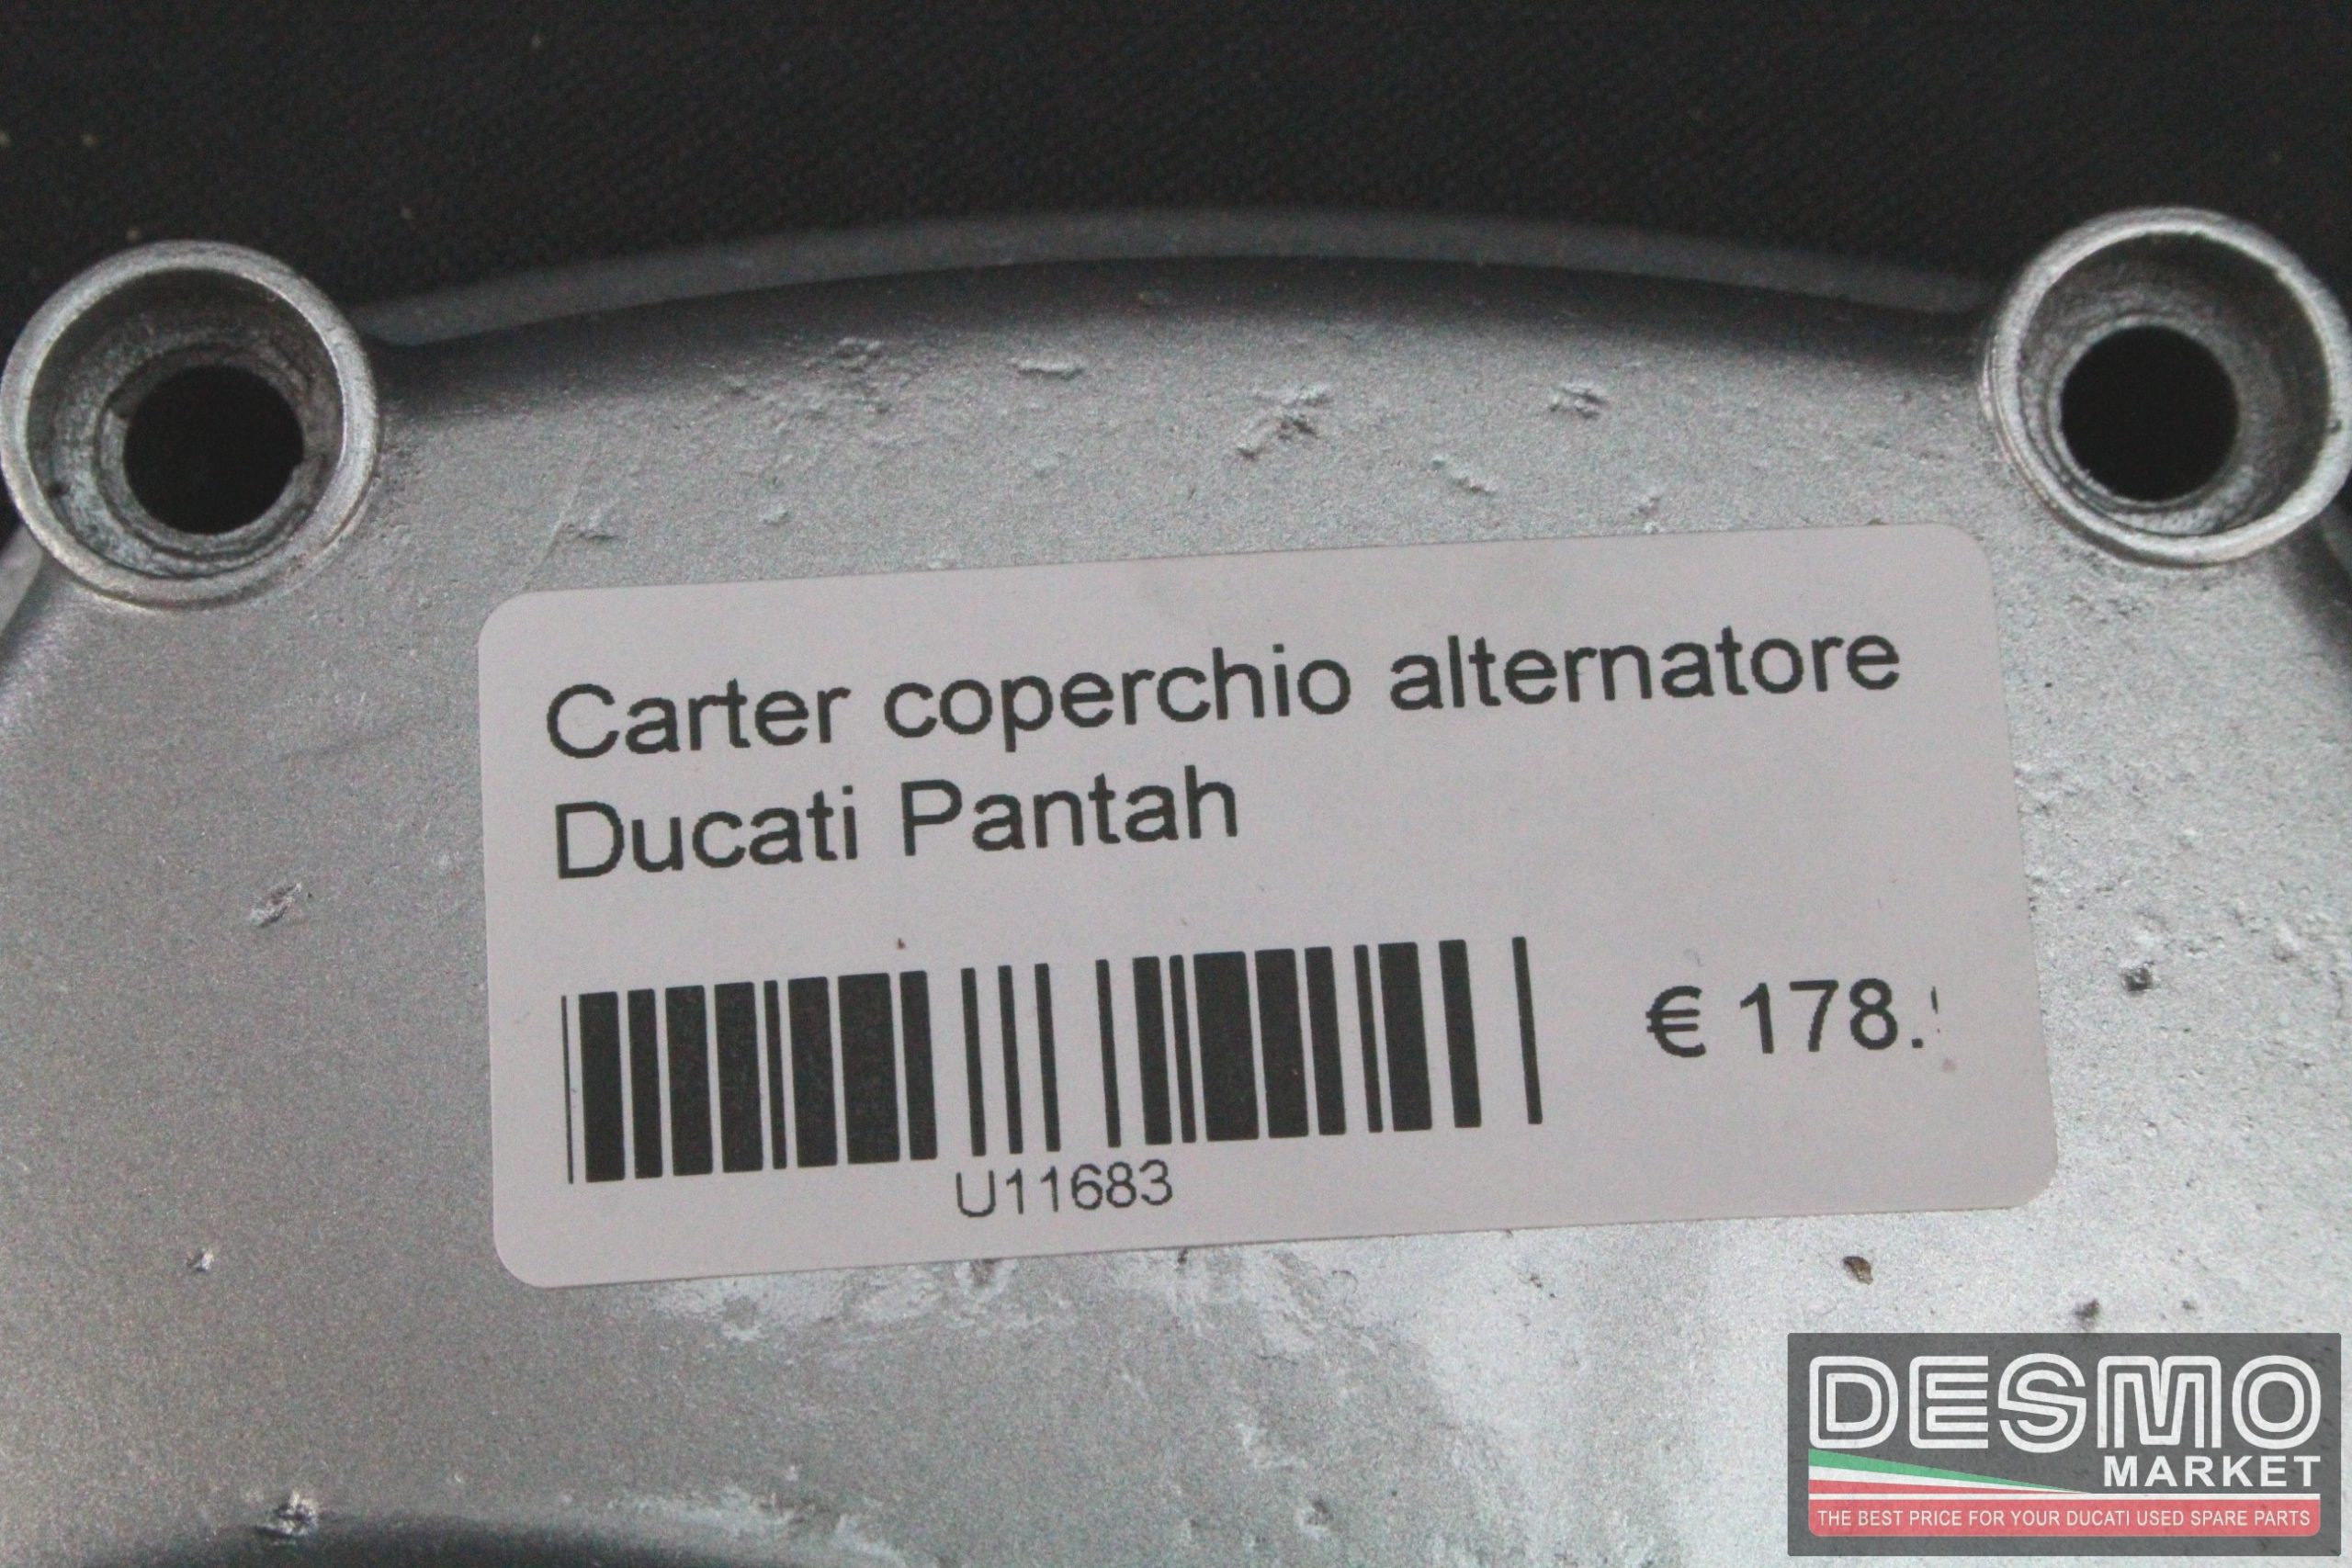 Carter coperchio alternatore
Ducati Pantah
€ 178.
U11683
DESMO
MARKET
THE BEST PRICE FOR YOUR DUCATI USED SPARE PARTS